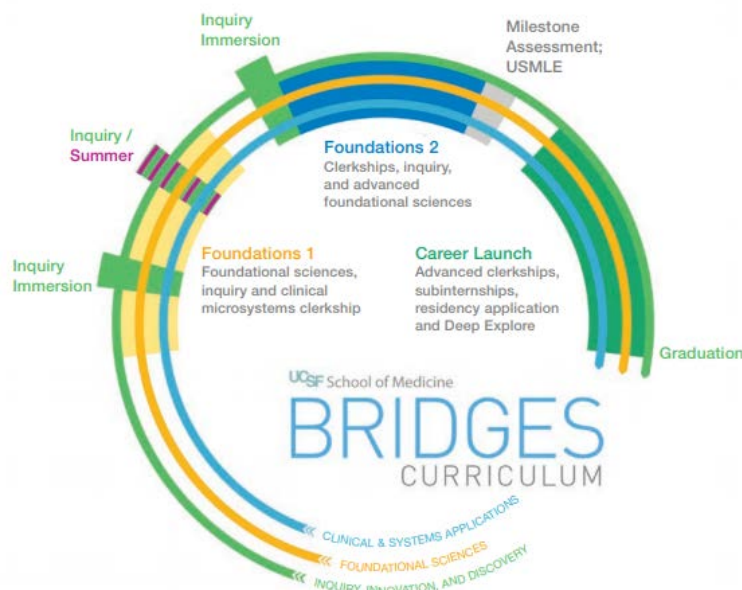 Inquiry
Immersion
Milestone
Assessment;
USMLE
Inquiry /
Summer
Foundations 2
Clerkships, inquiry,
and advanced
foundational sciences
Inquiry
Immersion
Foundations 1
Foundational sciences,
inquiry and clinical
microsystems clerkship
Career Launch
Advanced clerkships,
subinternships,
residency application
and Deep Explore
Graduation
UCSF School of Medicine
BRIDGES
CURRICULUM
CLINICAL & SYSTEMS APPLICATIONS
FOUNDATIONAL SCIENCES
INQUIRY, INNOVATION, AND DISCOVERY